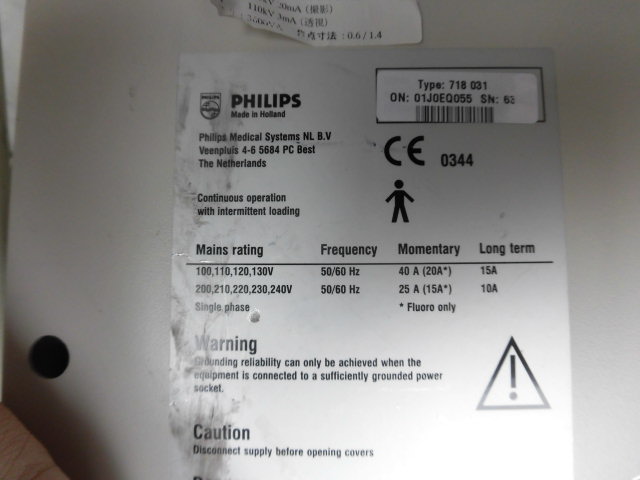 110kV 3mA (透視)
焦点寸法 : 0.6/1.4
PHILIPS
Made in Holland
Type: 718 031
ON: 01J0EQ055 SN: 63
Philips Medical Systems NL B.V
Veenpluis 4-6 5684 PC Best
The Netherlands
CE 0344
Continuous operation
with intermittent loading
Mains rating Frequency Momentary Long term
100,110,120,130V 50/60 Hz 40 A (20A*) 15A
200,210,220,230,240V 50/60 Hz 25 A (15A*) 10A
Single phase * Fluoro only
Warning
Grounding reliability can only be achieved when the
equipment is connected to a sufficiently grounded power
socket.
Caution
Disconnect supply before opening covers